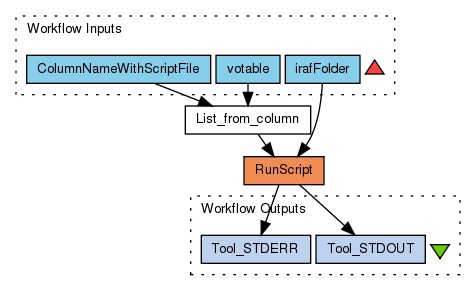 Workflow Inputs
ColumnNameWithScriptFile
votable
irafFolder
List_from_column
RunScript
Workflow Outputs
Tool_STDERR
Tool_STDOUT